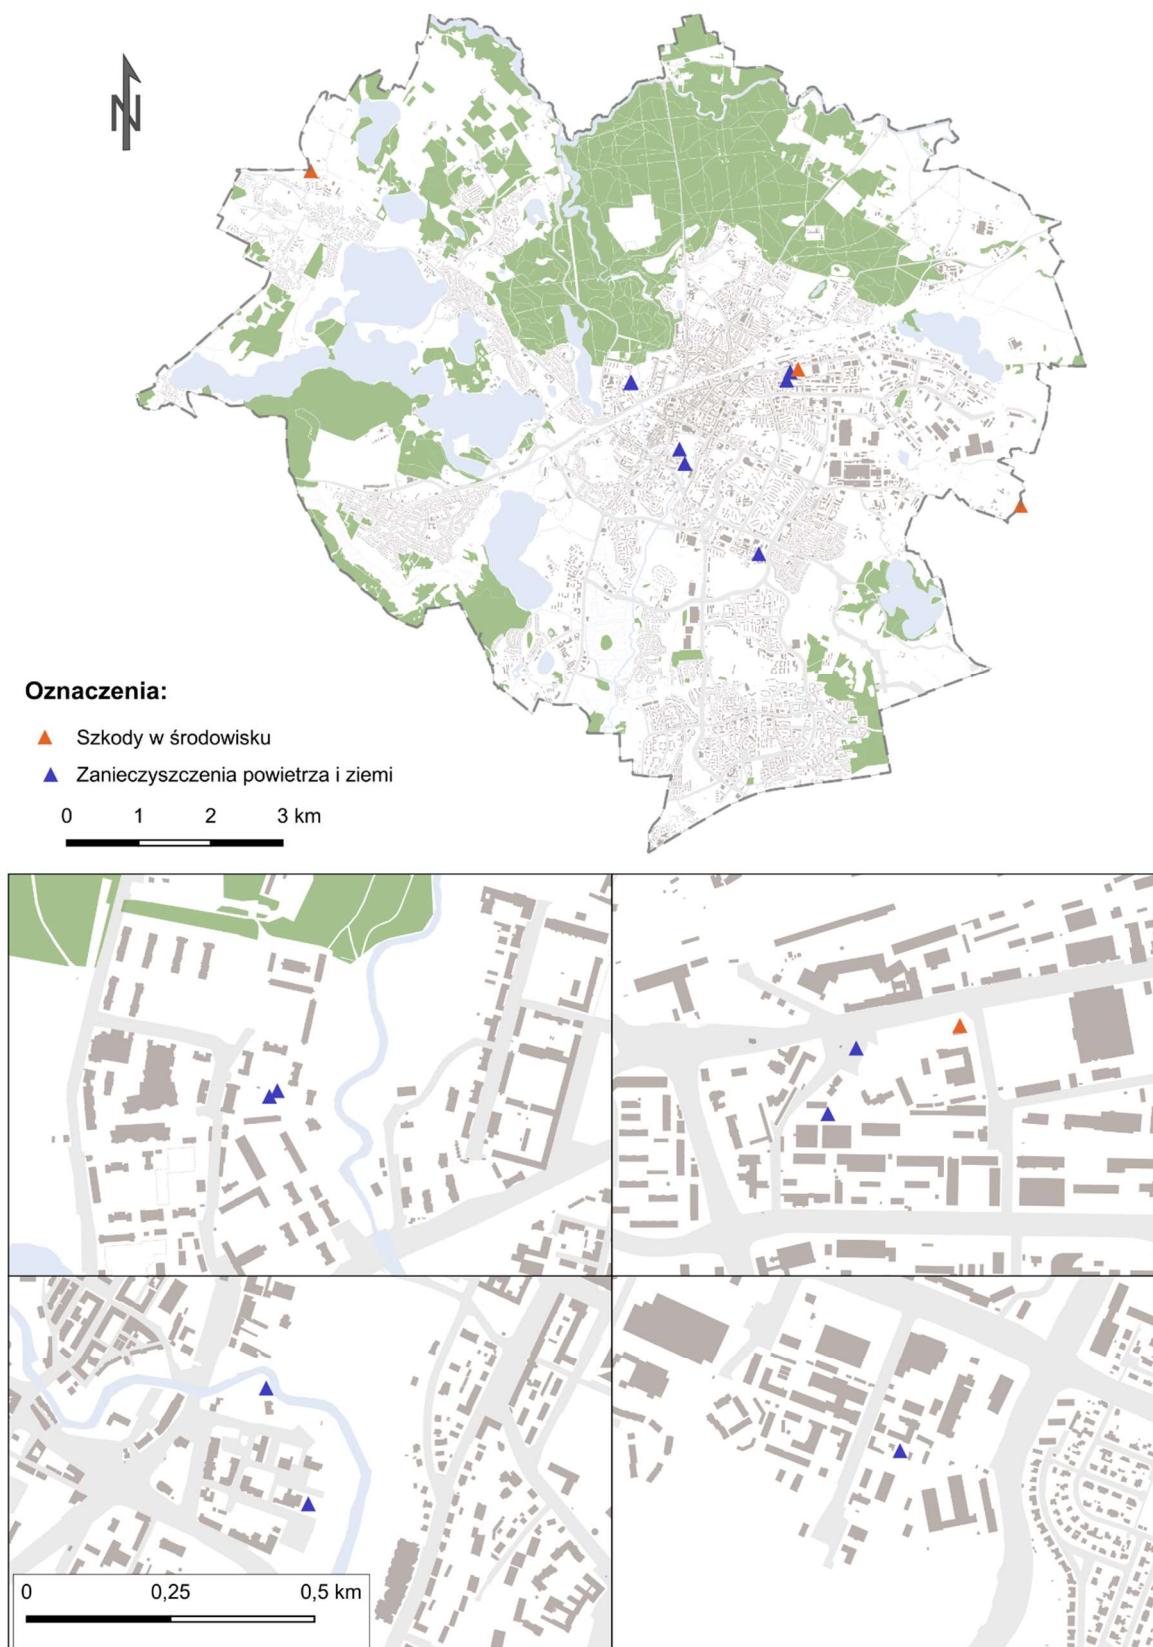 N
Oznaczenia:
Szkody w środowisku
Zanieczyszczenia powietrza i ziemi
0 1 2 3 km
0 0,25 0,5 km